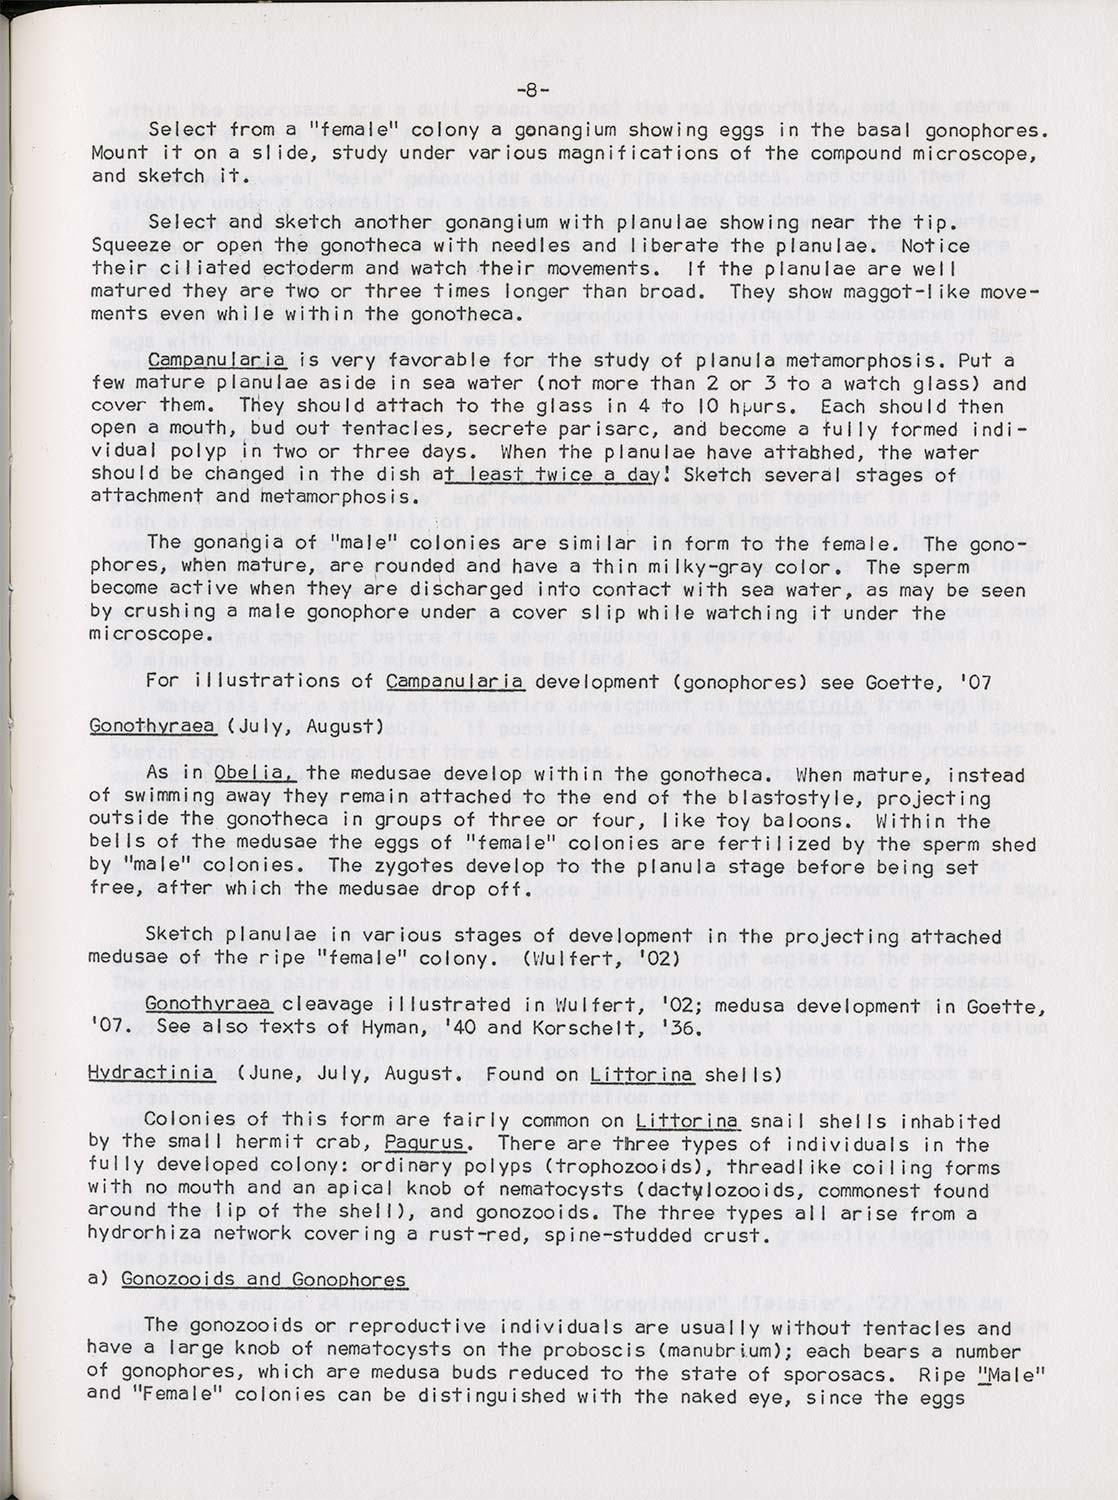 -8-
Select from a "female" colony a gonangium showing eggs in the basal gonophores.
Mount it on a slide, study under various magnifications of the compound microscope,
and sketch it.
Select and sketch another gonangium with planulae showing near the tip.
Squeeze or open the gonotheca with needles and liberate the planulae. Notice
their ciliated ectoderm and watch their movements. If the planulae are well
matured they are two or three times longer than broad. They show maggot-like move-
ments even while within the gonotheca.
Campanularia is very favorable for the study of planula metamorphosis. Put a
few mature planulae aside in sea water (not more than 2 or 3 to a watch glass) and
cover them. They should attach to the glass in 4 to 10 hours. Each should then
open a mouth, bud out tentacles, secrete parisarc, and become a fully formed indi-
vidual polyp in two or three days. When the planulae have attabhed, the water
should be changed in the dish at least twice a day! Sketch several stages of
attachment and metamorphosis.
The gonangia of "male" colonies are similar in form to the female. The gono-
phores, when mature, are rounded and have a thin milky-gray color. The sperm
become active when they are discharged into contact with sea water, as may be seen
by crushing a male gonophore under a cover slip while watching it under the
microscope.
For illustrations of Campanularia development (gonophores) see Goette, '07
Gonothyraea (July, August)
As in Obelia, the medusae develop within the gonotheca. When mature, instead
of swimming away they remain attached to the end of the blastostyle, projecting
outside the gonotheca in groups of three or four, like toy baloons. Within the
bells of the medusae the eggs of "female" colonies are fertilized by the sperm shed
by "male" colonies. The zygotes develop to the planula stage before being set
free, after which the medusae drop off.
Sketch planulae in various stages of development in the projecting attached
medusae of the ripe "female" colony. (Wulfert, '02)
Gonothyraea cleavage illustrated in Wulfert, '02; medusa development in Goette,
'07. See also texts of Hyman, '40 and Korschelt, '36.
Hydractinia (June, July, August. Found on Littorina shells)
Colonies of this form are fairly common on Littorina snail shells inhabited
by the small hermit crab, Pagurus. There are three types of individuals in the
fully developed colony: ordinary polyps (trophozooids), threadlike coiling forms
with no mouth and an apical knob of nematocysts (dactylozooids, commonest found
around the lip of the shell), and gonozooids. The three types all arise from a
hydrorhiza network covering a rust-red, spine-studded crust.
a) Gonozooids and Gonophores
The gonozooids or reproductive individuals are usually without tentacles and
have a large knob of nematocysts on the proboscis (manubrium); each bears a number
of gonophores, which are medusa buds reduced to the state of sporosacs. Ripe "Male"
and "Female" colonies can be distinguished with the naked eye, since the eggs